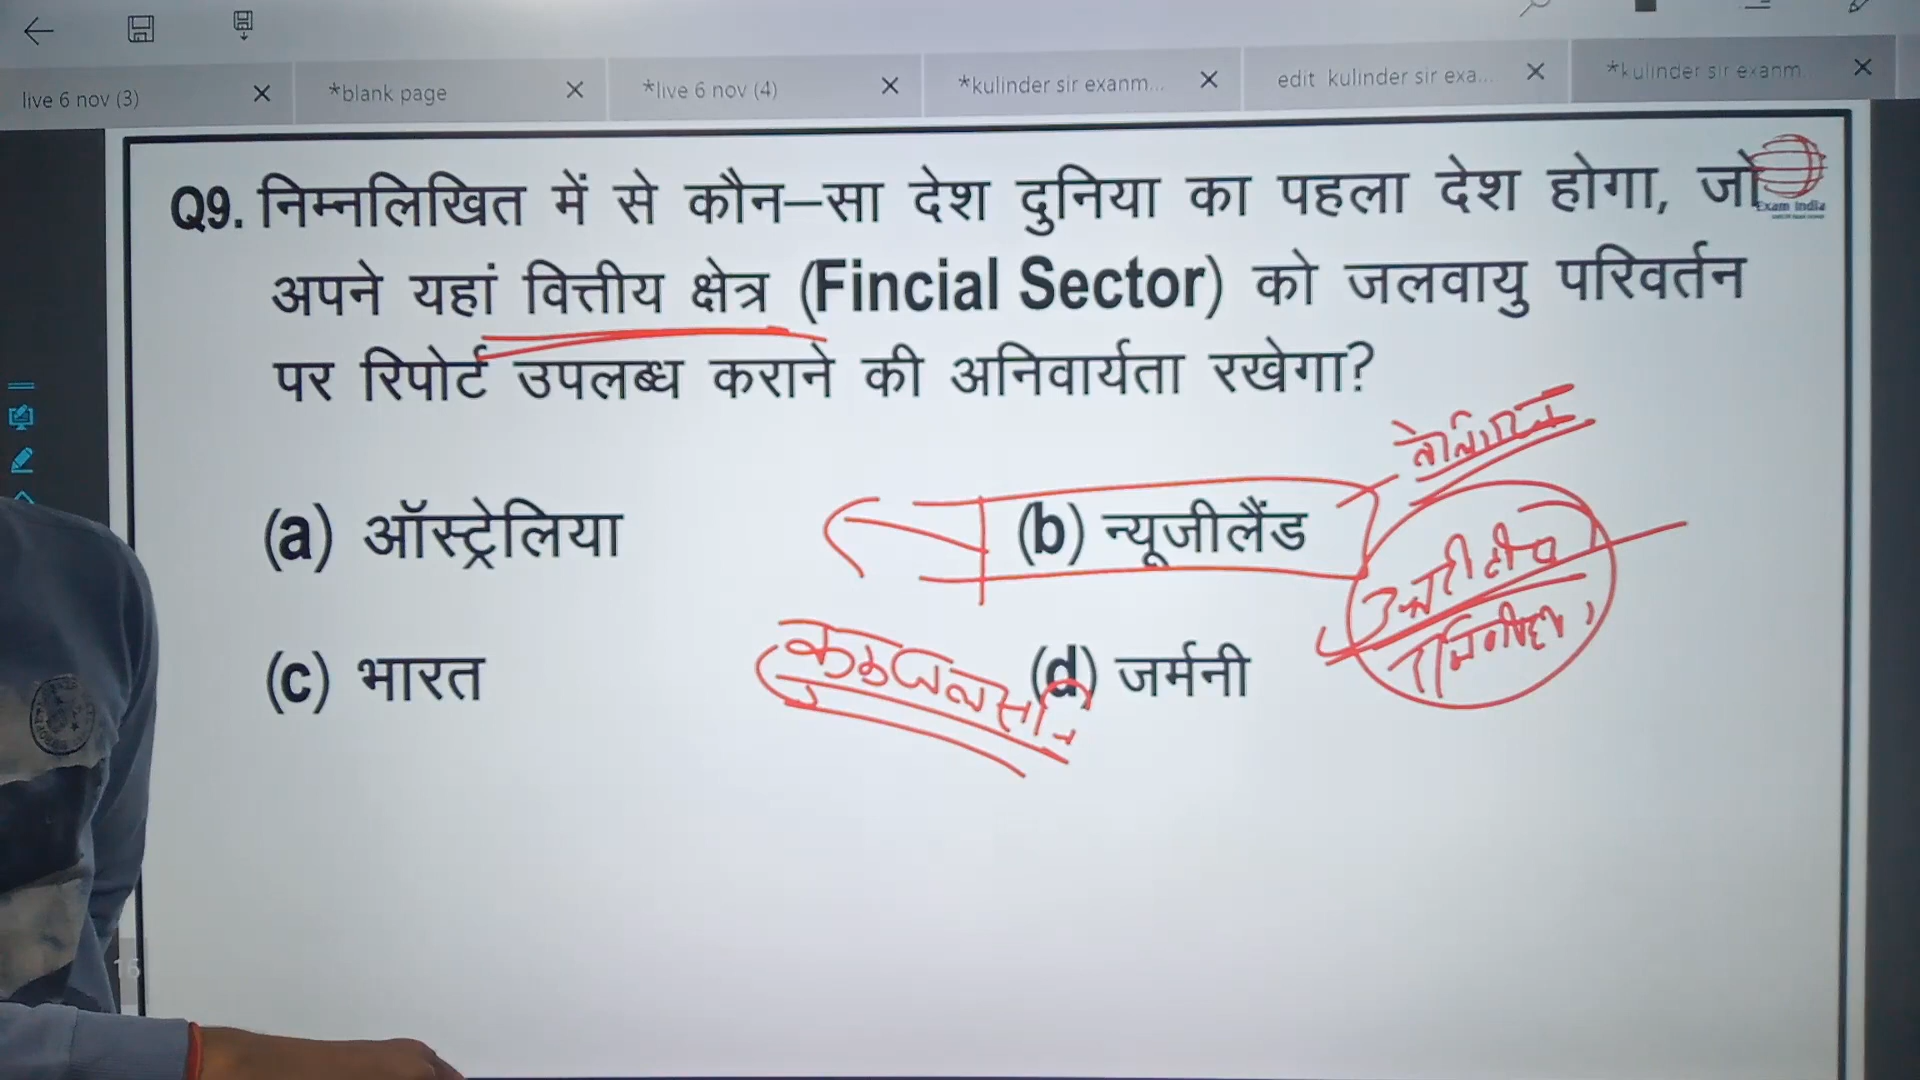 live 6 nov (3)
*blank page
*live 6 nov (4)
*kulinder sir exanm...
edit kulinder sir exa...
*kulinder sir exanm
Q9. निम्नलिखित में से कौन–सा देश दुनिया का पहला देश होगा, जो
Exam India
अपने यहां वित्तीय क्षेत्र (Fincial Sector) को जलवायु परिवर्तन
पर रिपोर्ट उपलब्ध कराने की अनिवार्यता रखेगा?
(a) ऑस्ट्रेलिया
(b) न्यूजीलैंड
(c) भारत
(d) जर्मनी
16